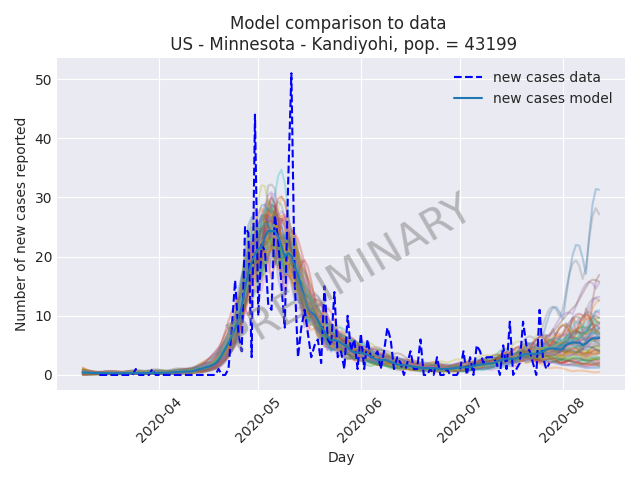 Model comparison to data
US - Minnesota - Kandiyohi, pop. = 43199
new cases data
new cases model
PRELIMINARY
Number of new cases reported
50
40
30
20
10
0
2020-04
2020-05
2020-06
2020-07
2020-08
Day